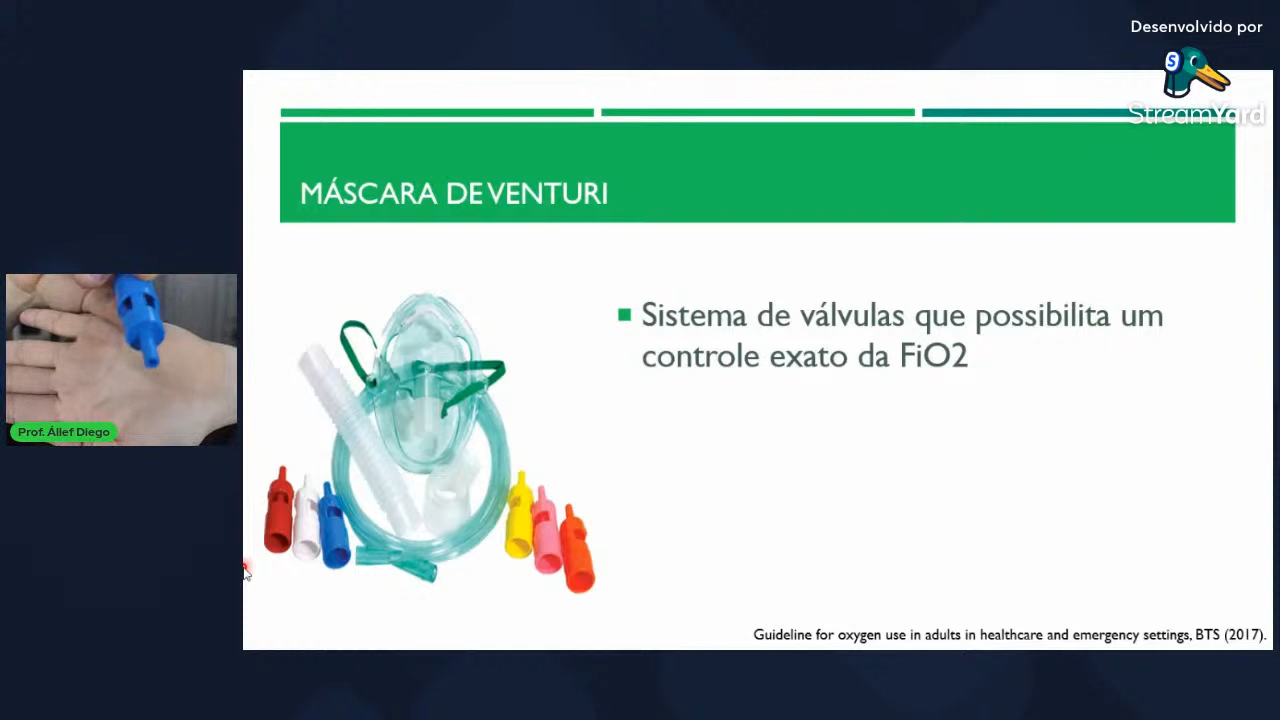 Desenvolvido por
S
StreamYard
MÁSCARA DE VENTURI
Sistema de válvulas que possibilita um
controle exato da FiO2
Prof. Állef Diego
Guideline for oxygen use in adults in healthcare and emergency settings, BTS (2017).